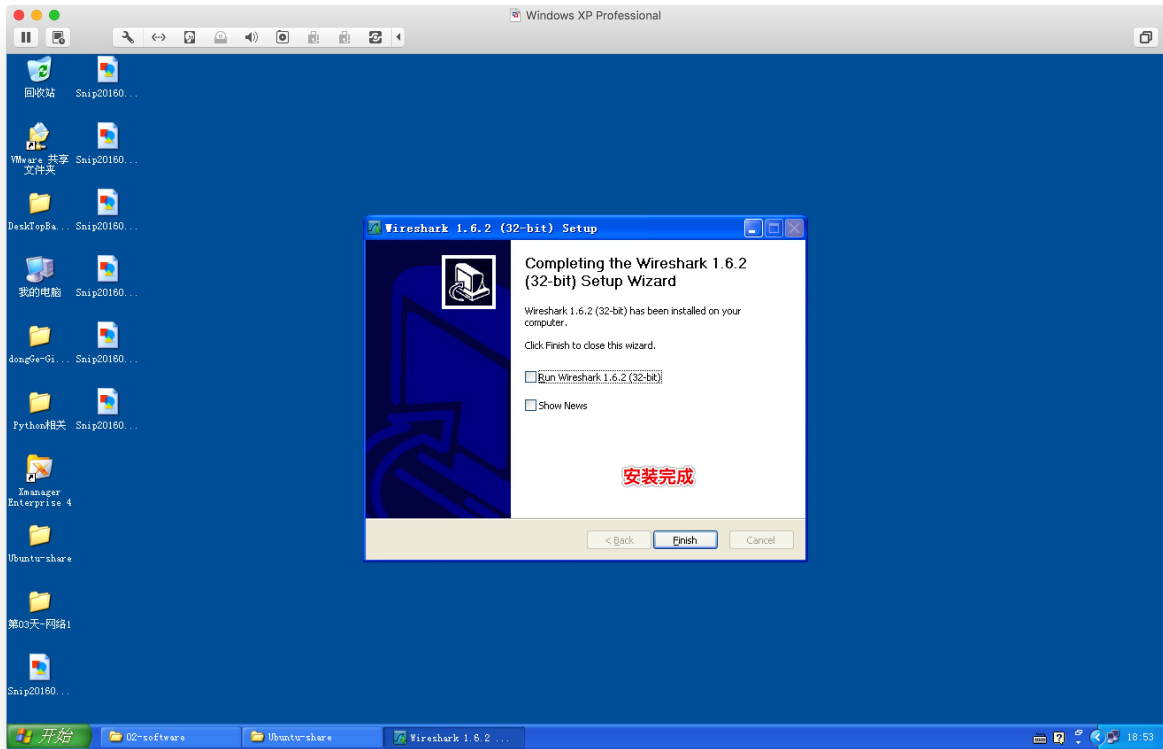 Windows XP Professional
回收站
Snip20160...
VMware 共享
文件夹
Snip20160...
DeskTopBa...
Snip20160...
我的电脑
Snip20160...
dongGe-Gi...
Snip20160...
Python相关
Snip20160...
Xmanager
Enterprise 4
Ubuntu-share
第03天-网络1
Snip20160...
Wireshark 1.6.2 (32-bit) Setup
Completing the Wireshark 1.6.2
(32-bit) Setup Wizard
Wireshark 1.6.2 (32-bit) has been installed on your
computer.
Click Finish to close this wizard.
Run Wireshark 1.6.2 (32-bit)
Show News
安装完成
< Back
Finish
Cancel
开始
02-software
Ubuntu-share
Wireshark 1.6.2 ...
18:53